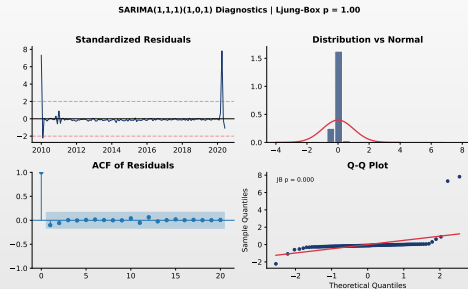 SARIMA(1,1,1)(1,0,1) Diagnostics | Ljung-Box p = 1.00
Standardized Residuals
8
6
4
2
0
−2
2010 2012 2014 2016 2018 2020
Distribution vs Normal
1.5
1.0
0.5
0.0
−4 −2 0 2 4 6 8
ACF of Residuals
1.0
0.5
0.0
−0.5
−1.0
0 5 10 15 20
Q-Q Plot
JB p = 0.000
Sample Quantiles
8
6
4
2
0
−2
−2 −1 0 1 2
Theoretical Quantiles